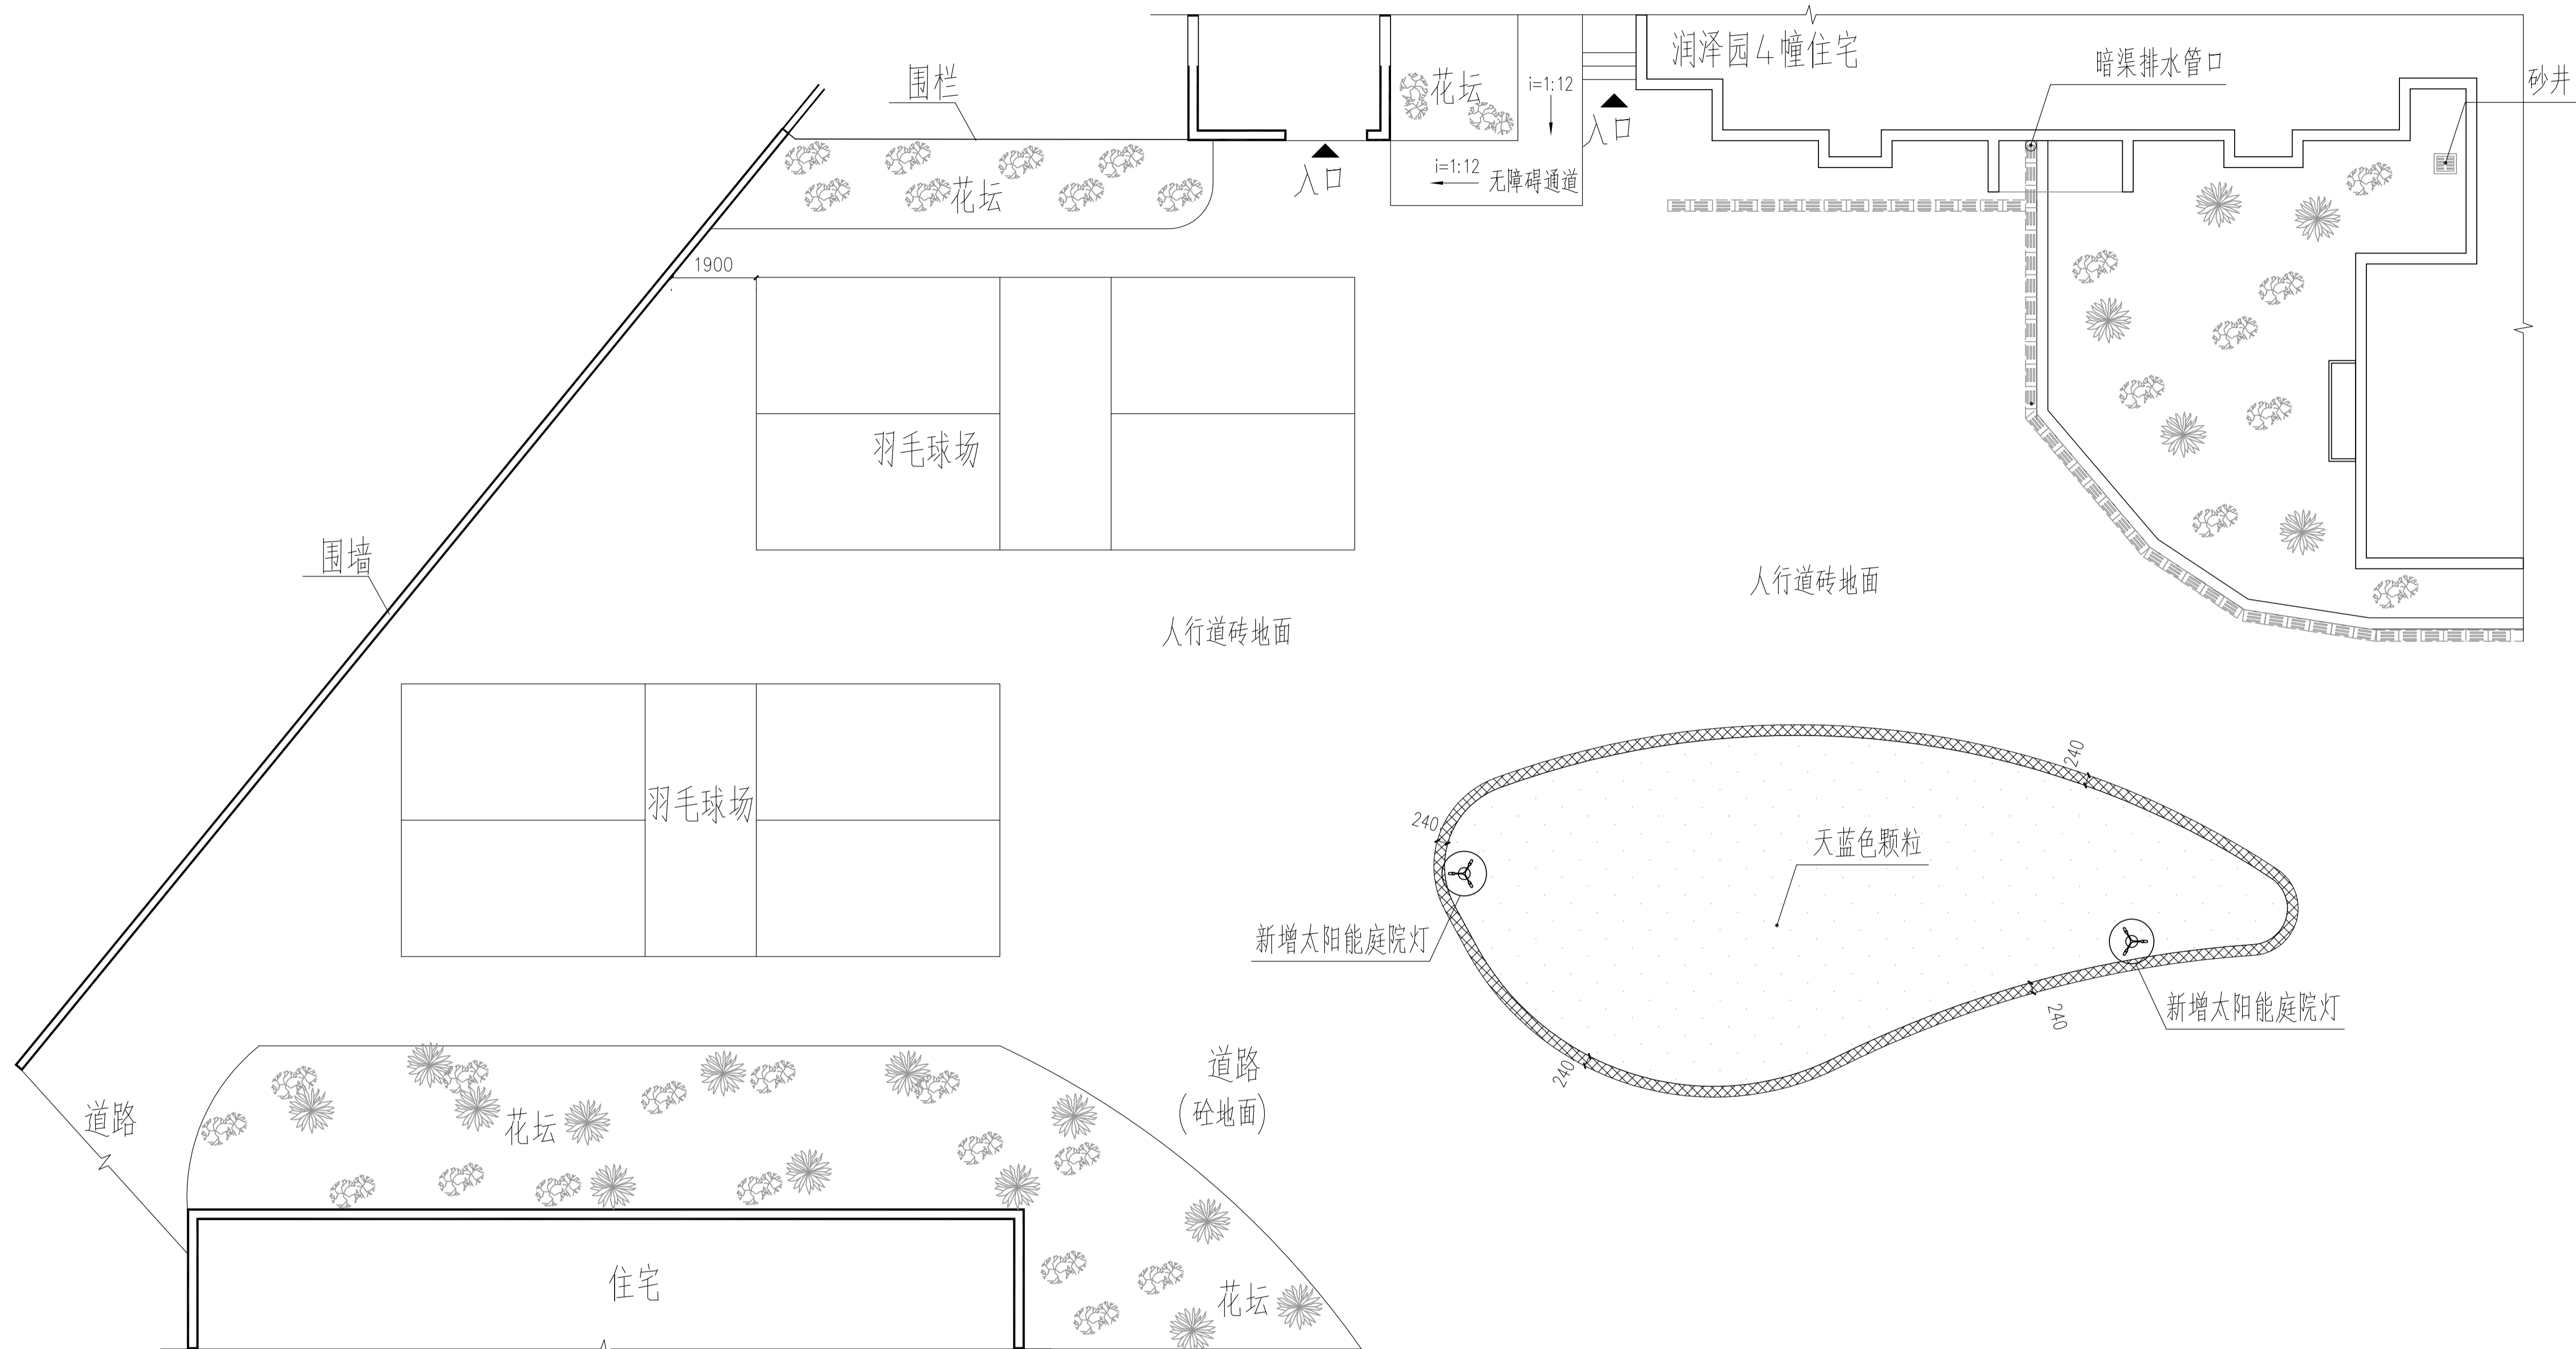 润泽园4幢住宅
暗渠排水管口
砂井
围栏
花坛
i=1:12
入口
花坛
入口
i=1:12
无障碍通道
1900
羽毛球场
围墙
人行道砖地面
人行道砖地面
羽毛球场
240
240
天蓝色颗粒
新增太阳能庭院灯
新增太阳能庭院灯
240
240
道路
(砼地面)
道路
花坛
住宅
花坛